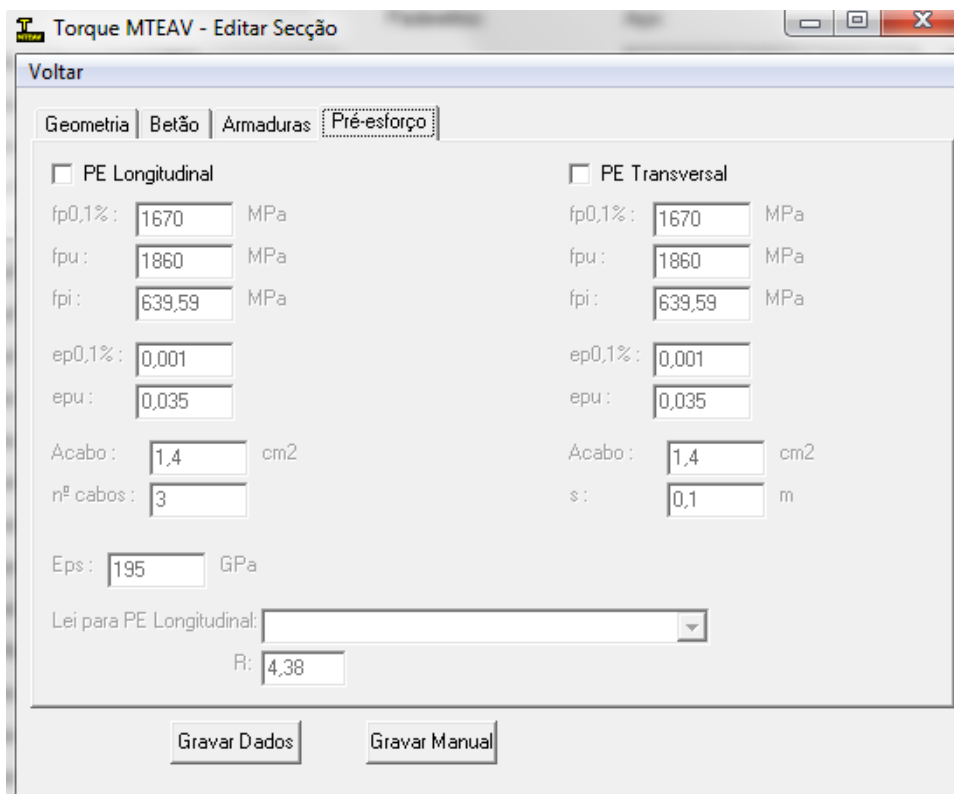 Torque MTEAV - Editar Secção
Voltar
Geometria Betão Armaduras Pré-esforço
PE Longitudinal PE Transversal
fp0,1% : 1670 MPa fp0,1% : 1670 MPa
fpu : 1860 MPa fpu : 1860 MPa
fpi : 639,59 MPa fpi : 639,59 MPa
ep0,1% : 0,001 ep0,1% : 0,001
epu : 0,035 epu : 0,035
Acabo : 1,4 cm2 Acabo : 1,4 cm2
nº cabos : 3 s : 0,1 m
Eps : 195 GPa
Lei para PE Longitudinal:
R: 4,38
Gravar Dados Gravar Manual